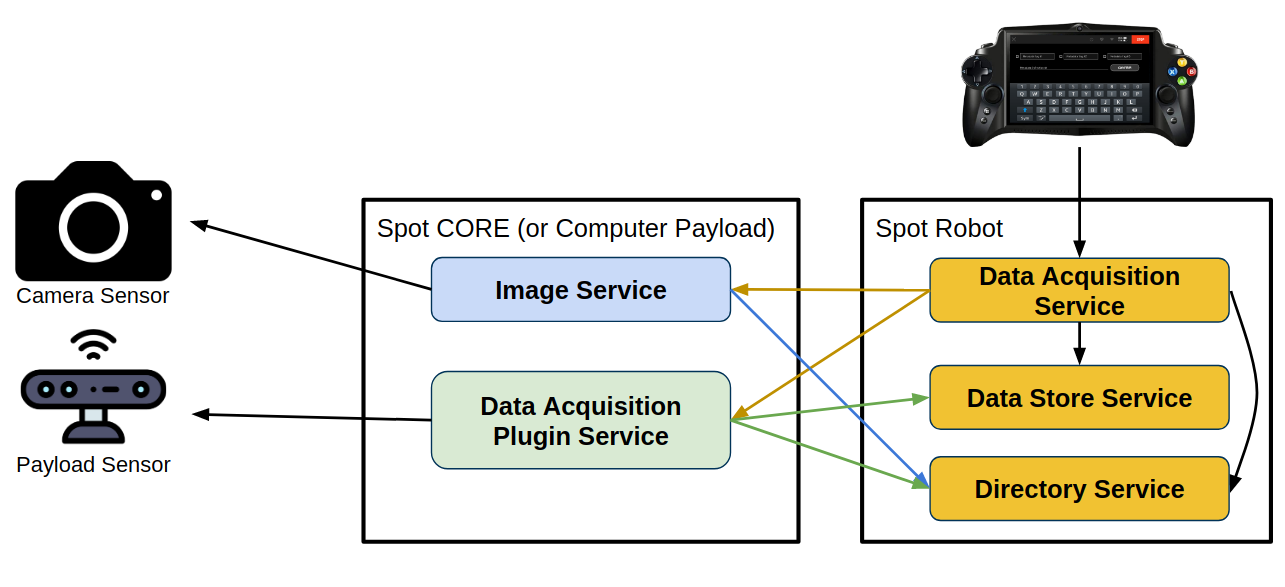 Spot CORE (or Computer Payload)
Spot Robot
Image Service
Data Acquisition
Service
Camera Sensor
Data Acquisition
Plugin Service
Data Store Service
Payload Sensor
Directory Service